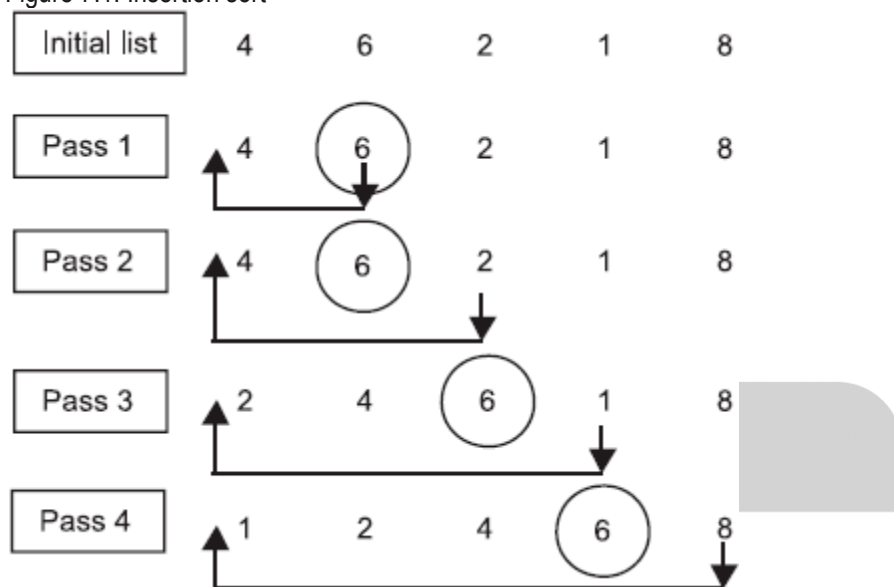 Figure 11.1 Insertion sort
Initial list 4 6 2 1 8
Pass 1 4 6 2 1 8
Pass 2 4 6 2 1 8
Pass 3 2 4 6 1 8
Pass 4 1 2 4 6 8